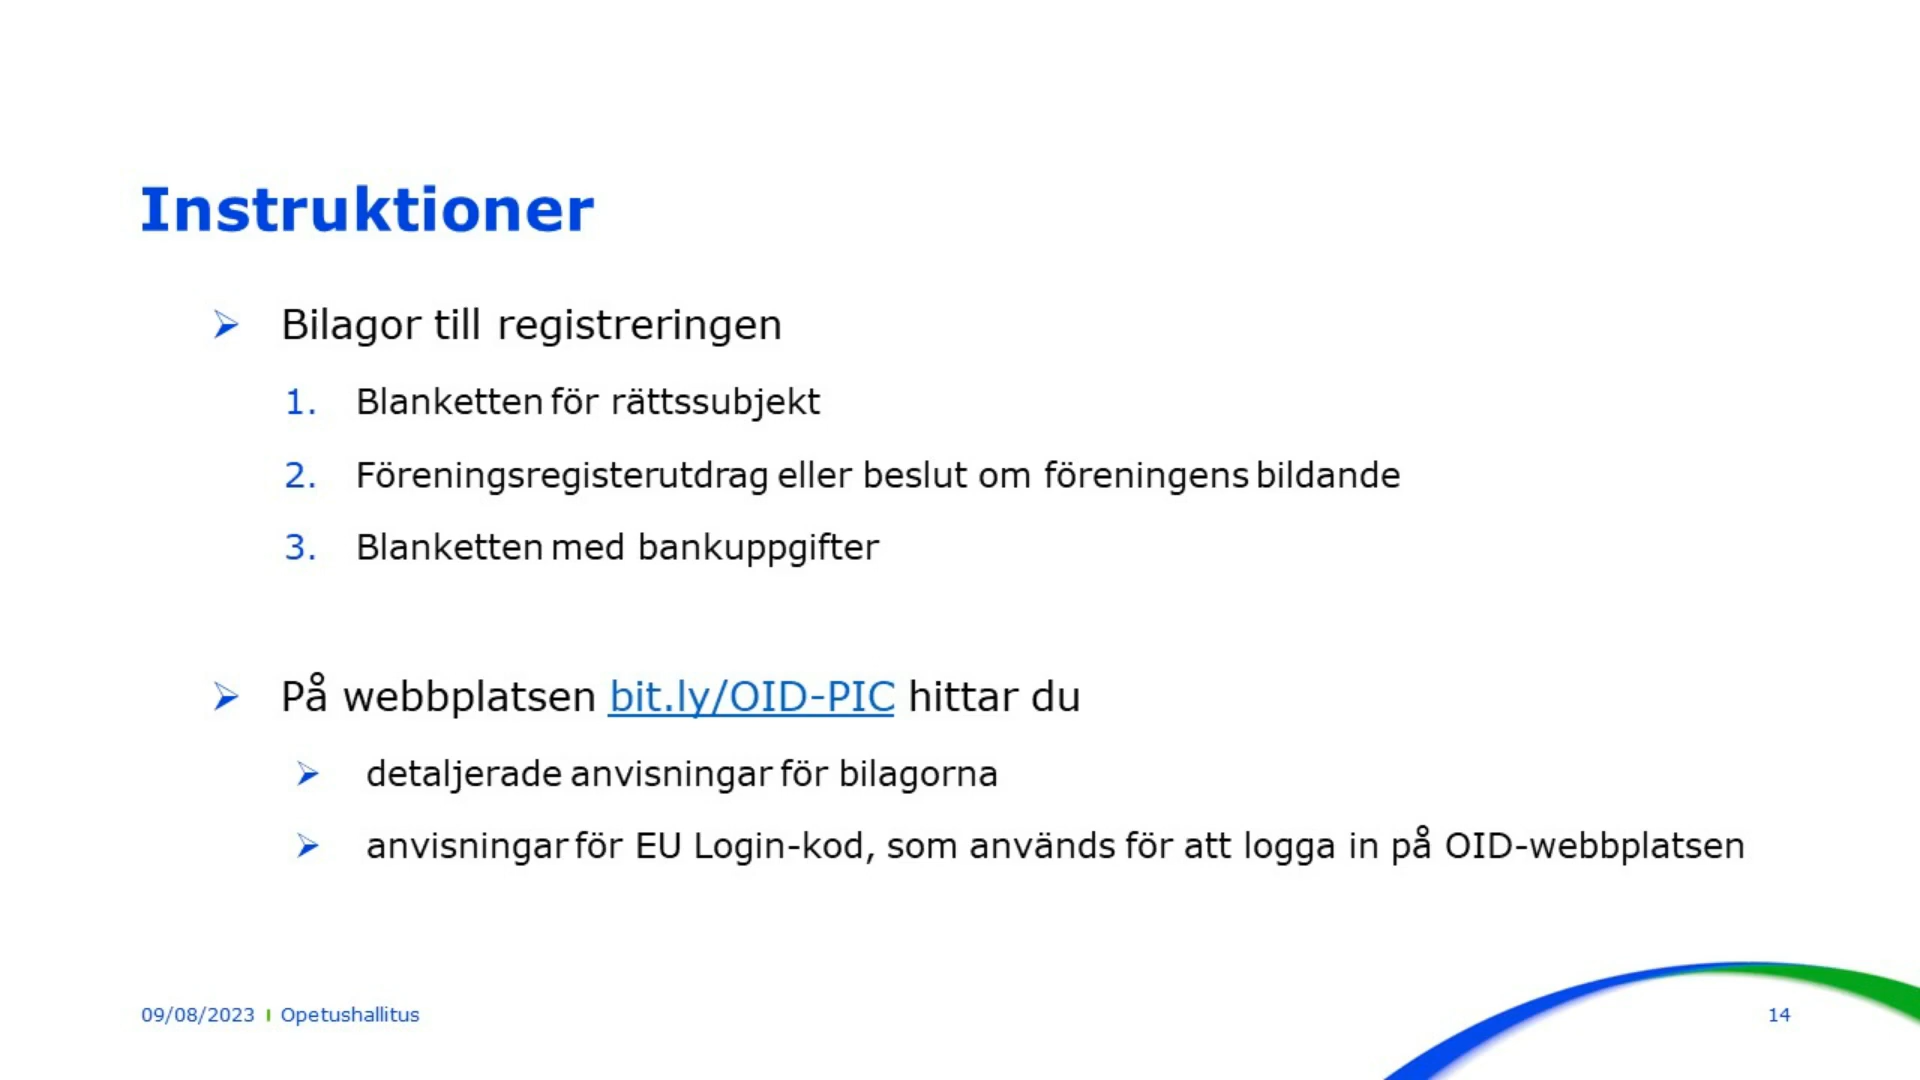 Instruktioner
Bilagor till registreringen
1. Blanketten för rättssubjekt
2. Föreningsregisterutdrag eller beslut om föreningens bildande
3. Blanketten med bankuppgifter
På webbplatsen bit.ly/OID-PIC hittar du
detaljerade anvisningar för bilagorna
anvisningar för EU Login-kod, som används för att logga in på OID-webbplatsen
09/08/2023 Opetushallitus
14